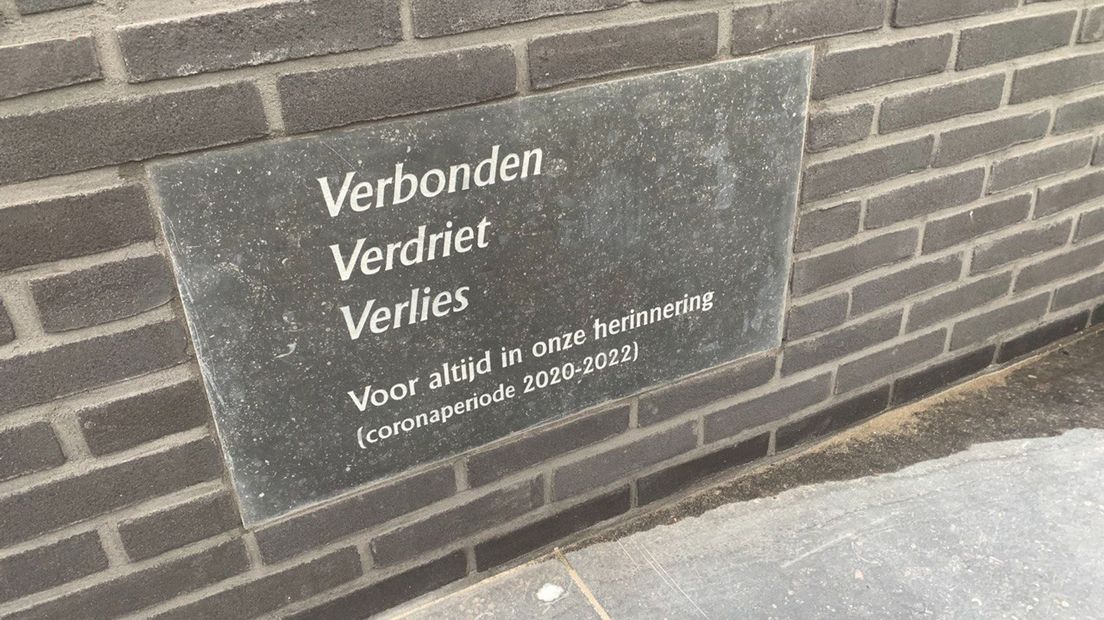 Verbonden
Verdriet
Verlies
Voor altijd in onze herinnering
(coronaperiode 2020-2022)